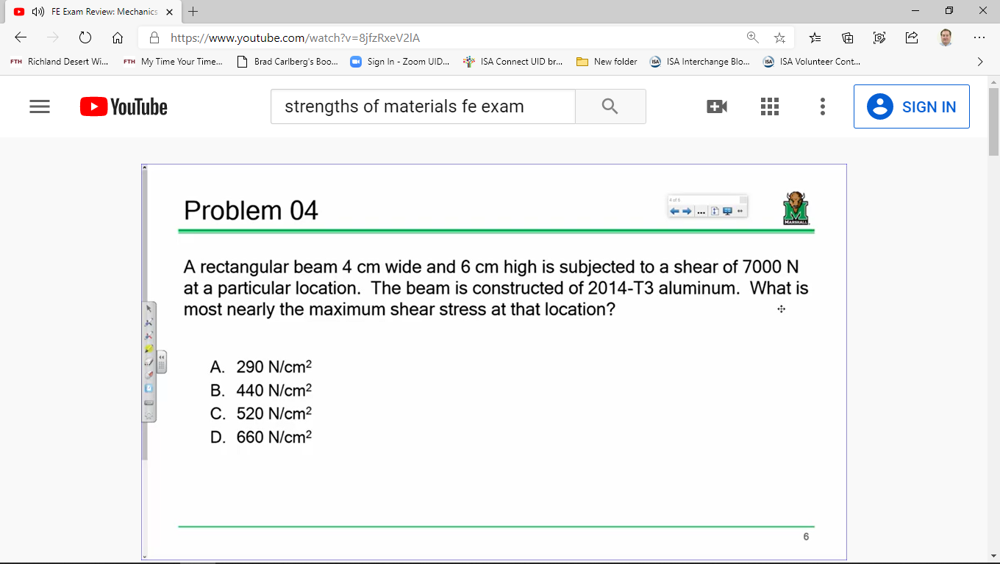 FE Exam Review: Mechanics
https://www.youtube.com/watch?v=8jfzRxeV2lA
FTH Richland Desert Wi... FTH My Time Your Time... Brad Carlberg's Boo... Sign In - Zoom UID... ISA Connect UID br... New folder ISA ISA Interchange Blo... ISA ISA Volunteer Cont...
YouTube strengths of materials fe exam SIGN IN
Problem 04
4 of 6
MARSHALL
A rectangular beam 4 cm wide and 6 cm high is subjected to a shear of 7000 N
at a particular location. The beam is constructed of 2014-T3 aluminum. What is
most nearly the maximum shear stress at that location?
A. 290 N/cm²
B. 440 N/cm²
C. 520 N/cm²
D. 660 N/cm²
6